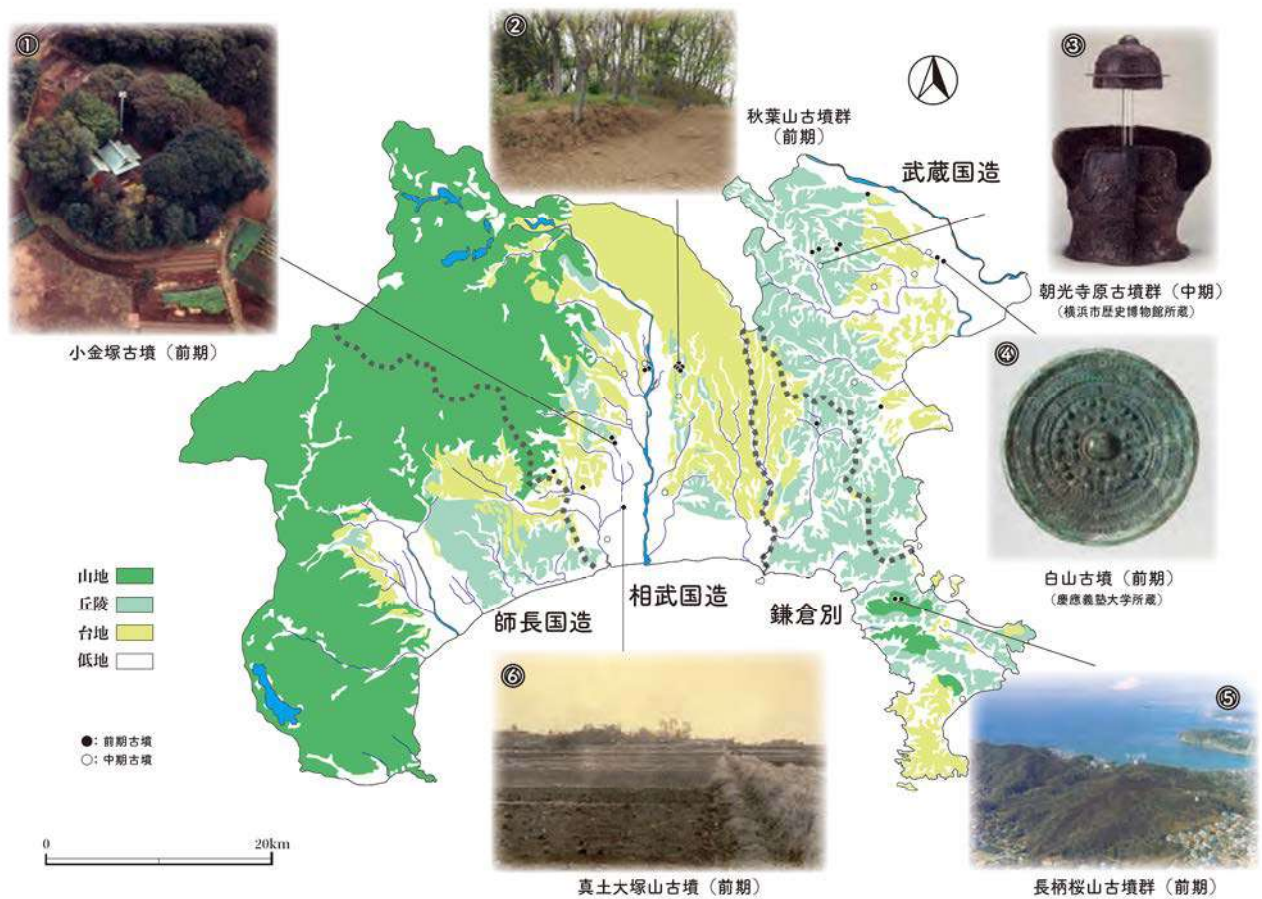 ①
小金塚古墳（前期）
②
秋葉山古墳群
（前期）
武蔵国造
③
朝光寺原古墳群（中期）
（横浜市歴史博物館所蔵）
④
白山古墳（前期）
（慶應義塾大学所蔵）
師長国造
相武国造
鎌倉別
山地
丘陵
台地
低地
●：前期古墳
○：中期古墳
0
20km
⑥
真土大塚山古墳（前期）
⑤
長柄桜山古墳群（前期）